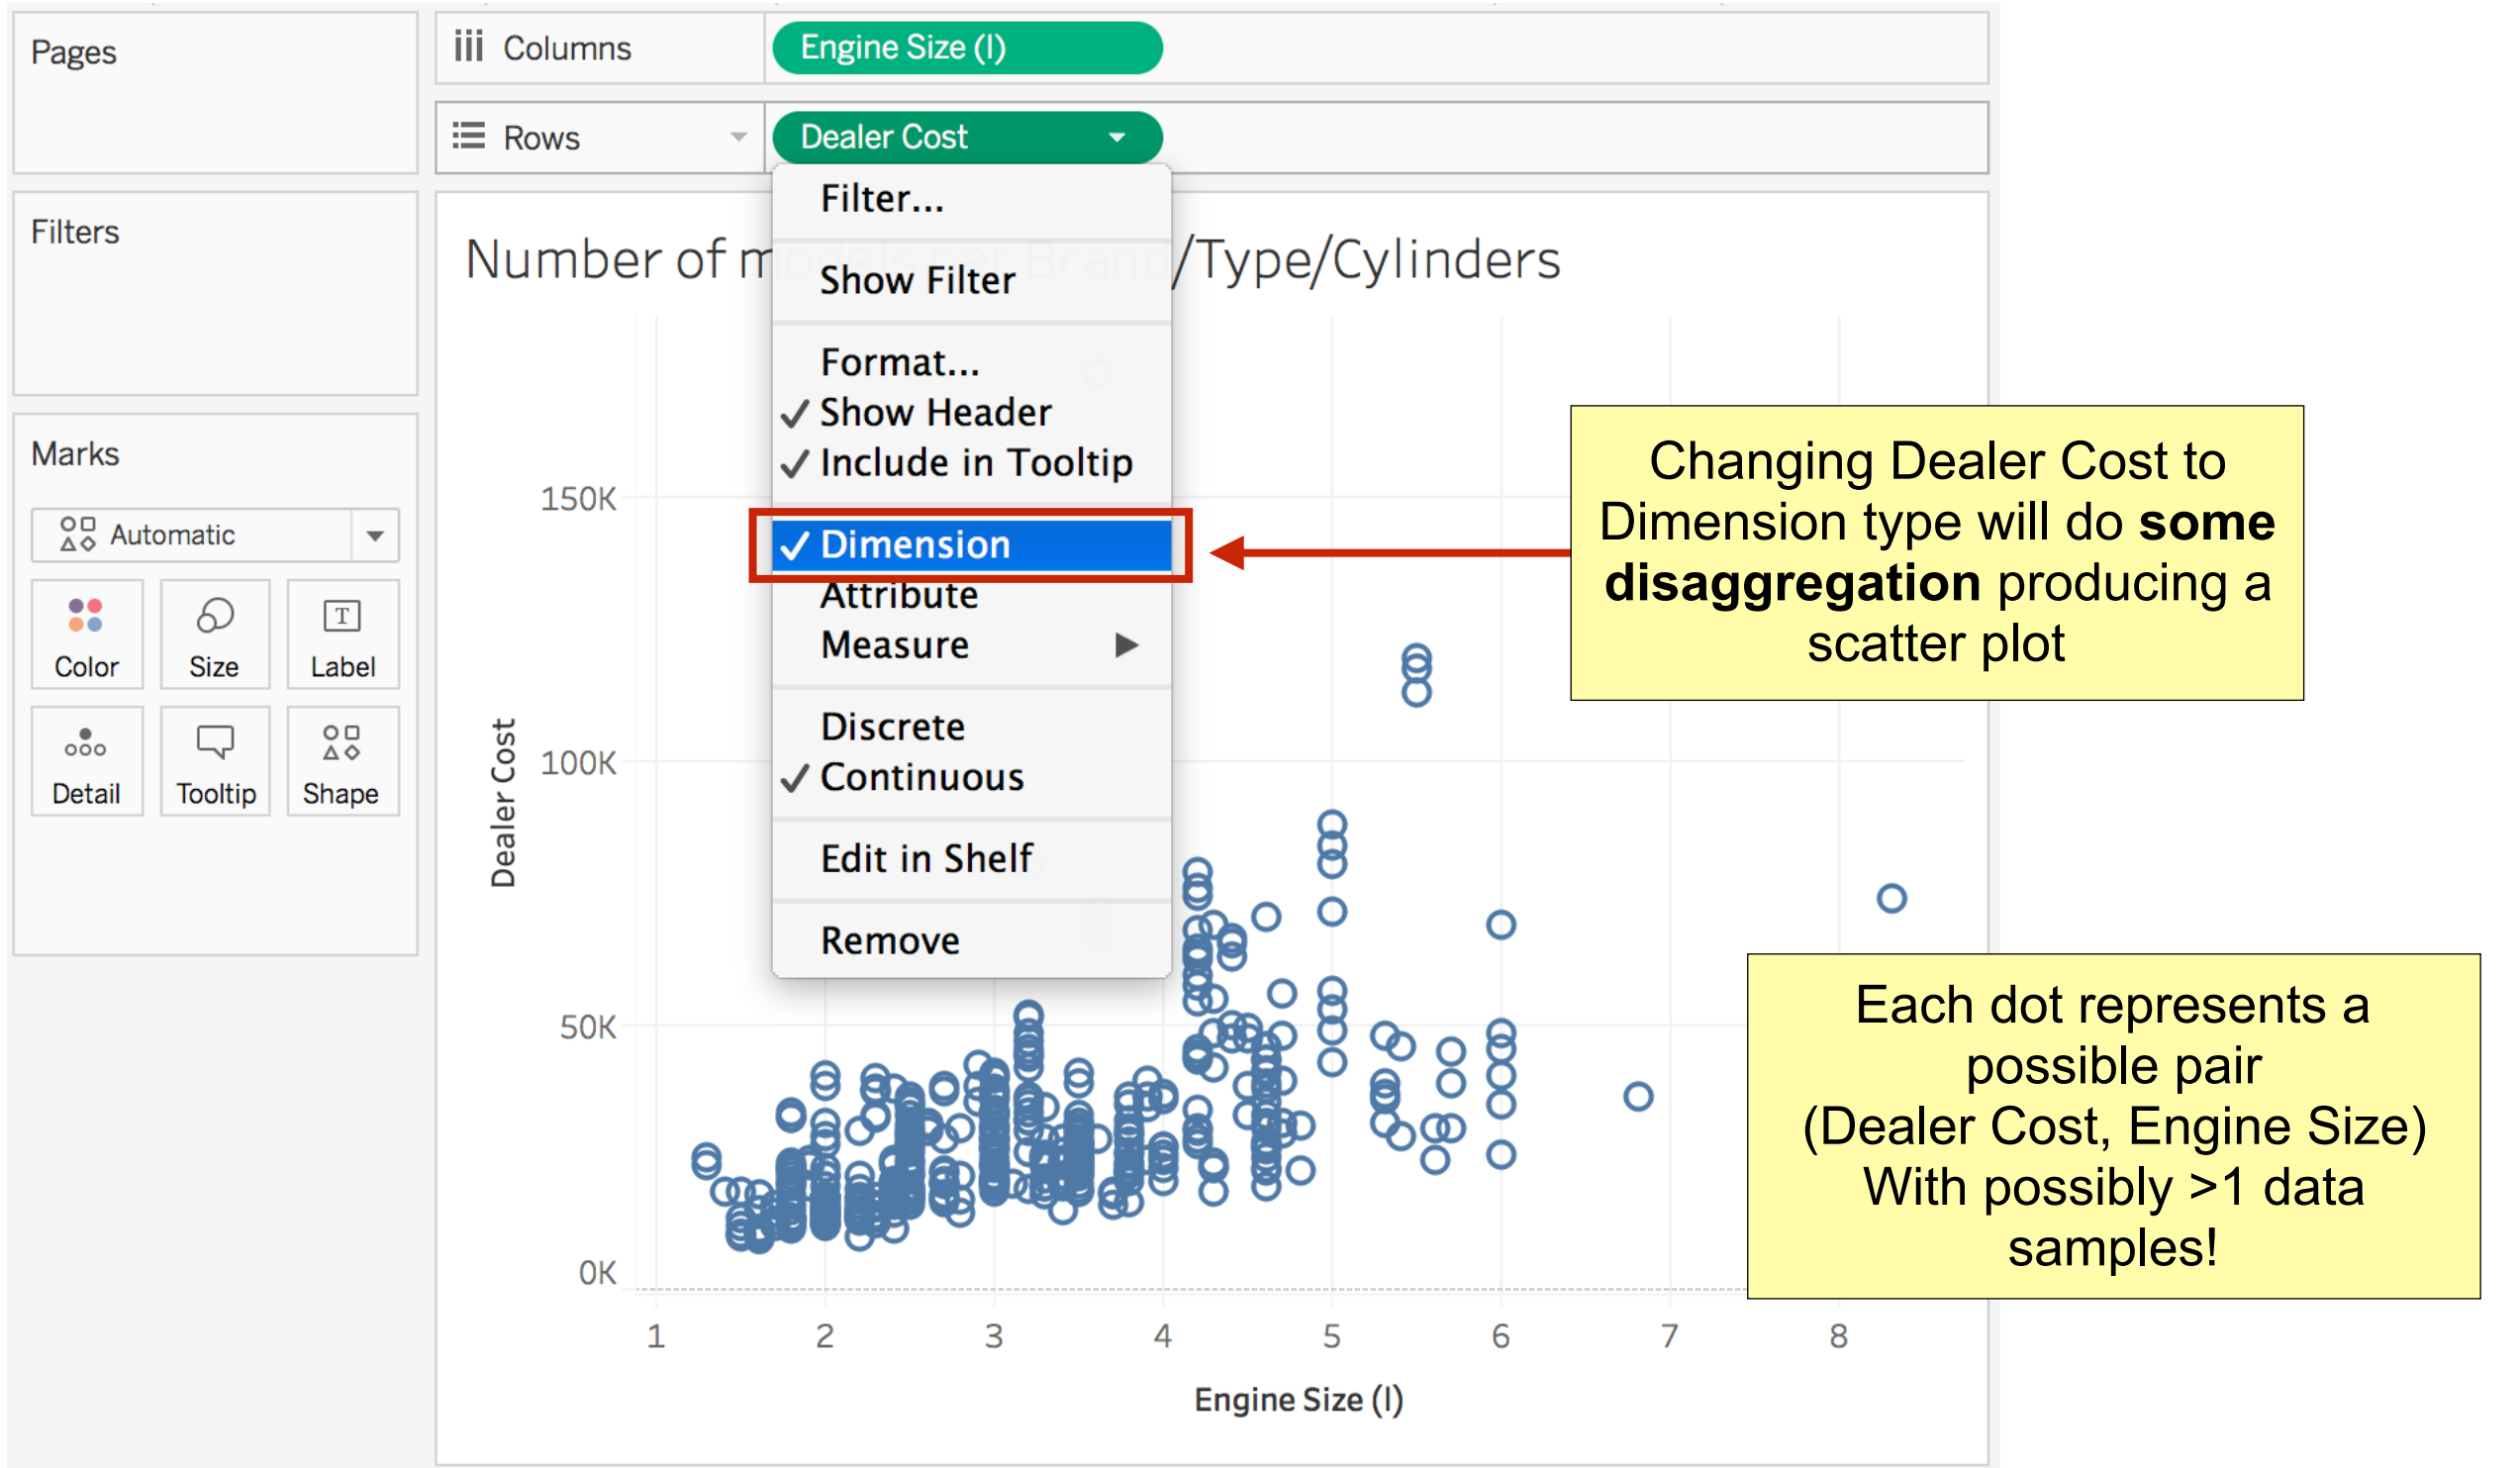 Pages
Columns
Engine Size (l)
Rows
Dealer Cost
Filters
Marks
Automatic
Color
Size
Label
Detail
Tooltip
Shape
Number of models per Brand/Type/Cylinders
Filter...
Show Filter
Format...
Show Header
Include in Tooltip
Dimension
Attribute
Measure
Discrete
Continuous
Edit in Shelf
Remove
Changing Dealer Cost to
Dimension type will do some
disaggregation producing a
scatter plot
Each dot represents a
possible pair
(Dealer Cost, Engine Size)
With possibly >1 data
samples!
Dealer Cost
150K
100K
50K
0K
1 2 3 4 5 6 7 8
Engine Size (l)